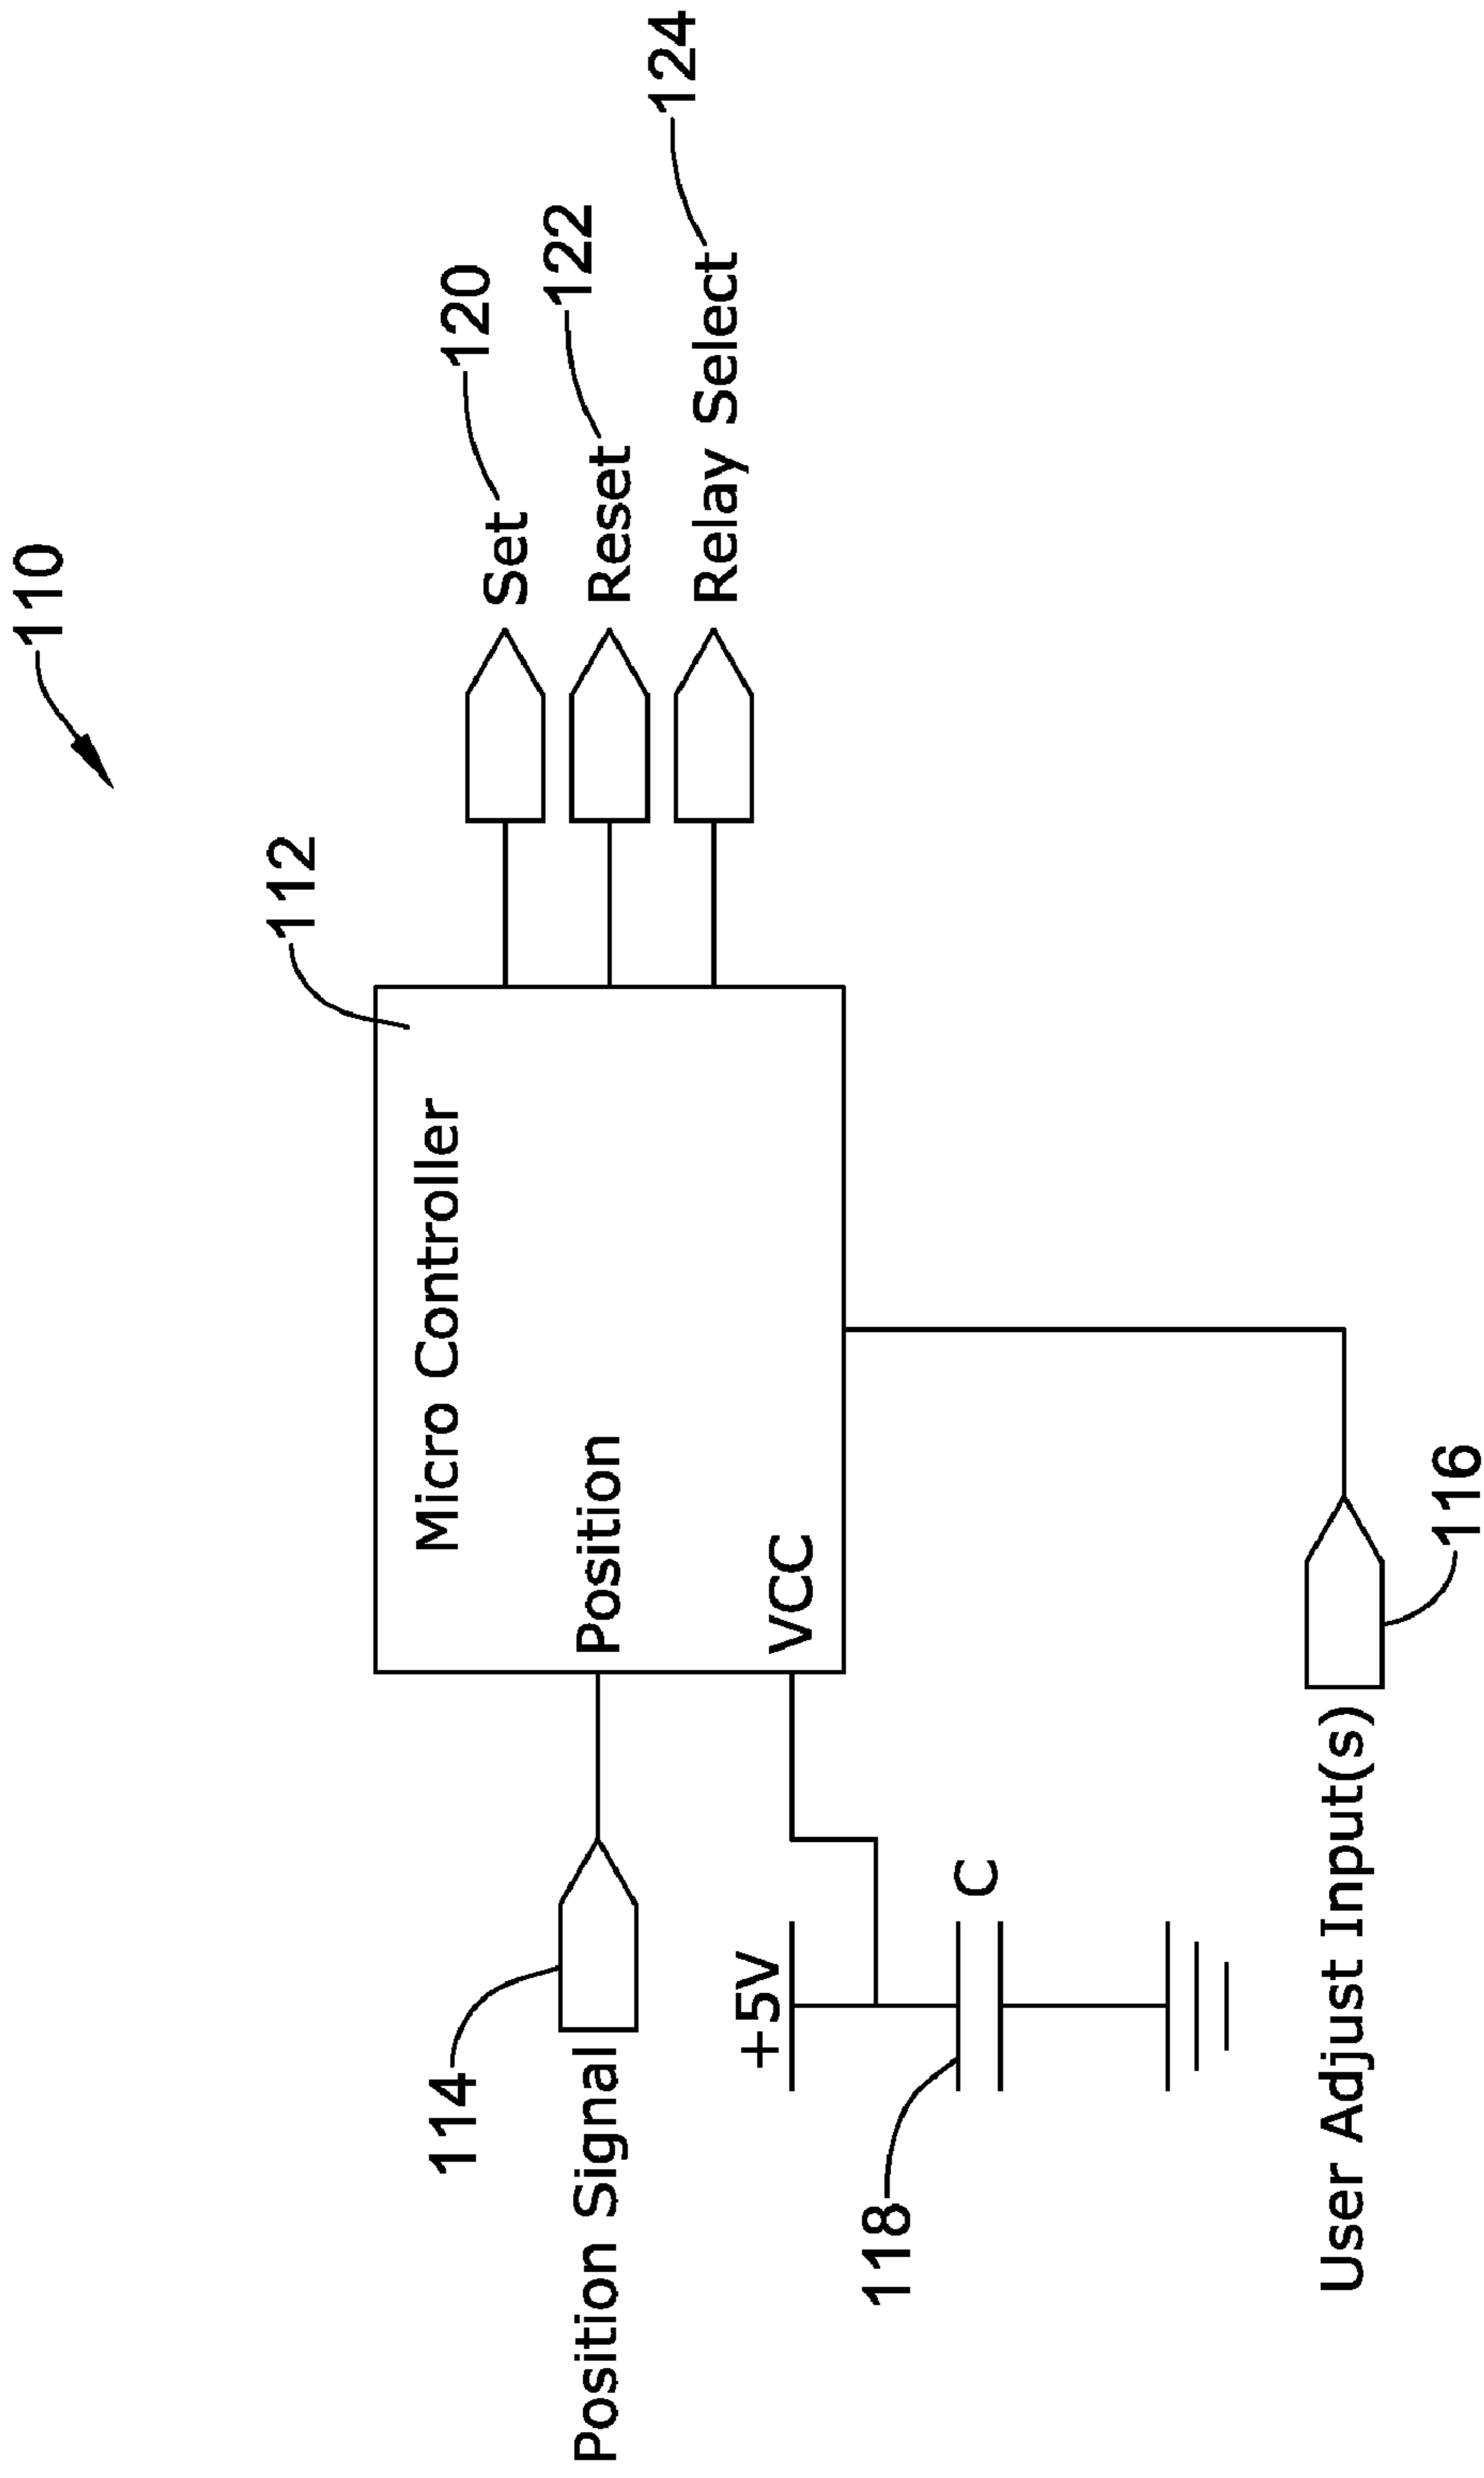 110
112
Micro Controller
120
Set
122
Reset
124
Relay Select
114
Position Signal
Position
+5V
VCC
118
C
User Adjust Input(s)
116